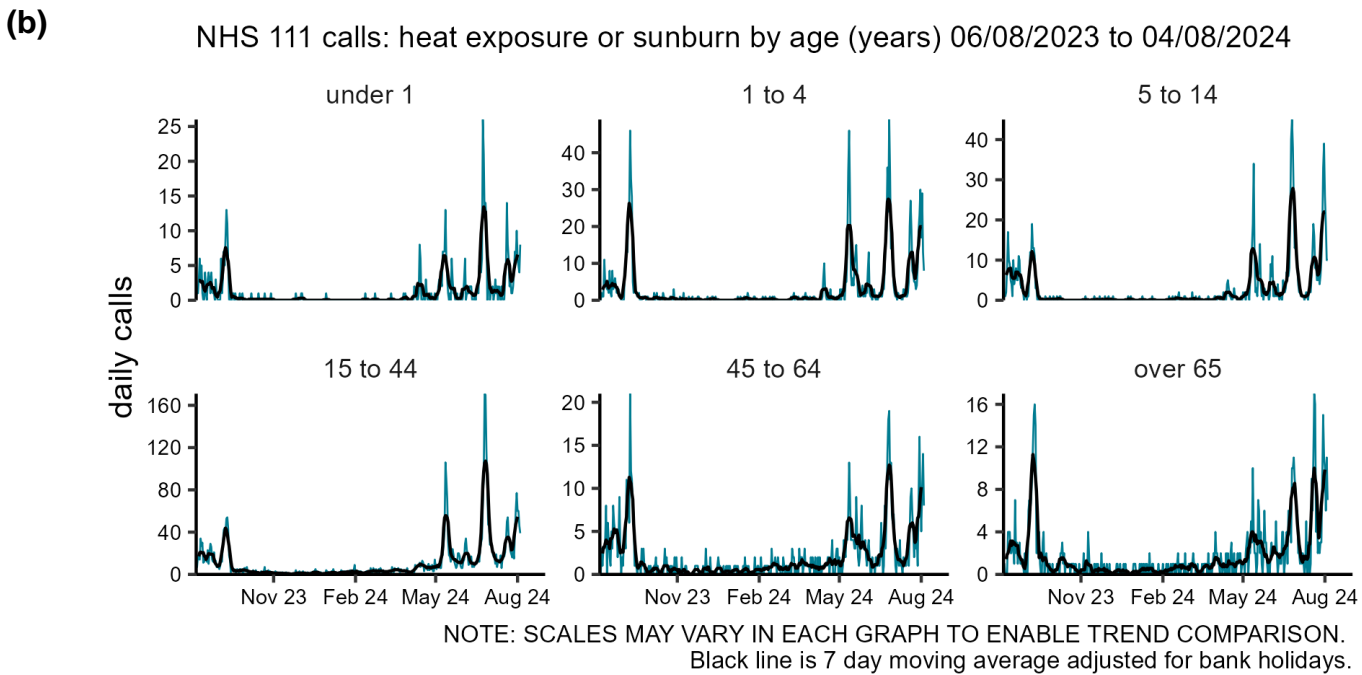 (b)
NHS 111 calls: heat exposure or sunburn by age (years) 06/08/2023 to 04/08/2024
under 1
1 to 4
5 to 14
25
20
15
10
5
0
40
30
20
10
0
40
30
20
10
0
daily calls
15 to 44
45 to 64
over 65
160
120
80
40
0
20
15
10
5
0
16
12
8
4
0
Nov 23 Feb 24 May 24 Aug 24
Nov 23 Feb 24 May 24 Aug 24
Nov 23 Feb 24 May 24 Aug 24
NOTE: SCALES MAY VARY IN EACH GRAPH TO ENABLE TREND COMPARISON.
Black line is 7 day moving average adjusted for bank holidays.